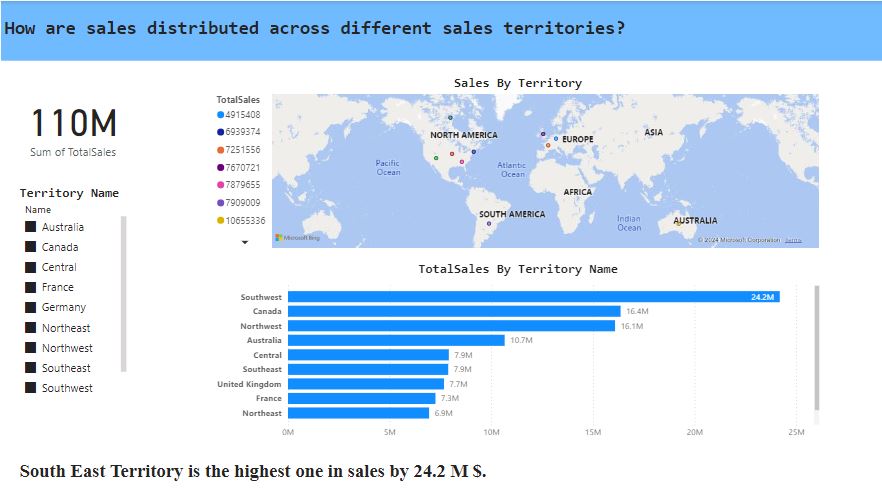 How are sales distributed across different sales territories?
110M
Sum of TotalSales
Territory Name
Name
Australia
Canada
Central
France
Germany
Northeast
Northwest
Southeast
Southwest
Sales By Territory
TotalSales
4915408
6939374
7251556
7670721
7879655
7909009
10655336
NORTH AMERICA
EUROPE
ASIA
Pacific
Ocean
Atlantic
Ocean
AFRICA
SOUTH AMERICA
Indian
Ocean
AUSTRALIA
Microsoft Bing
© 2024 Microsoft Corporation Terms
TotalSales By Territory Name
Southwest 24.2M
Canada 16.4M
Northwest 16.1M
Australia 10.7M
Central 7.9M
Southeast 7.9M
United Kingdom 7.7M
France 7.3M
Northeast 6.9M
0M 5M 10M 15M 20M 25M
South East Territory is the highest one in sales by 24.2 M $.